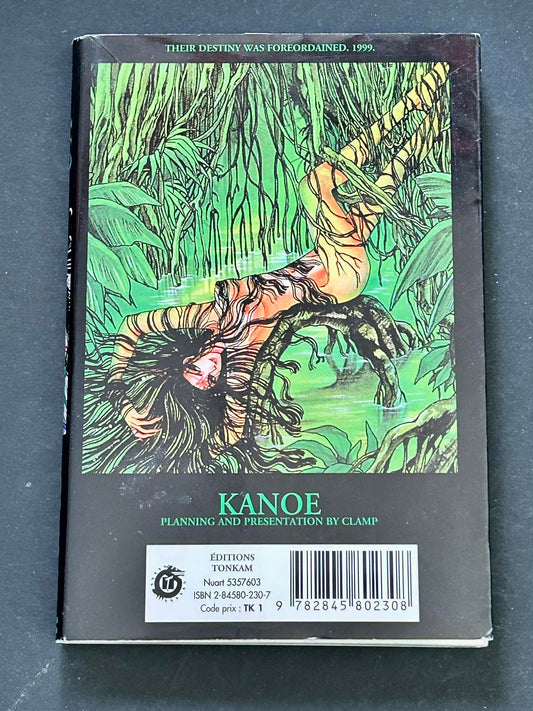 THEIR DESTINY WAS FOREORDAINED. 1999.
KANOE
PLANNING AND PRESENTATION BY CLAMP
ÉDITIONS
TONKAM
Nuart 5357603
ISBN 2-84580-230-7
Code prix : TK 1
9 782845 802308